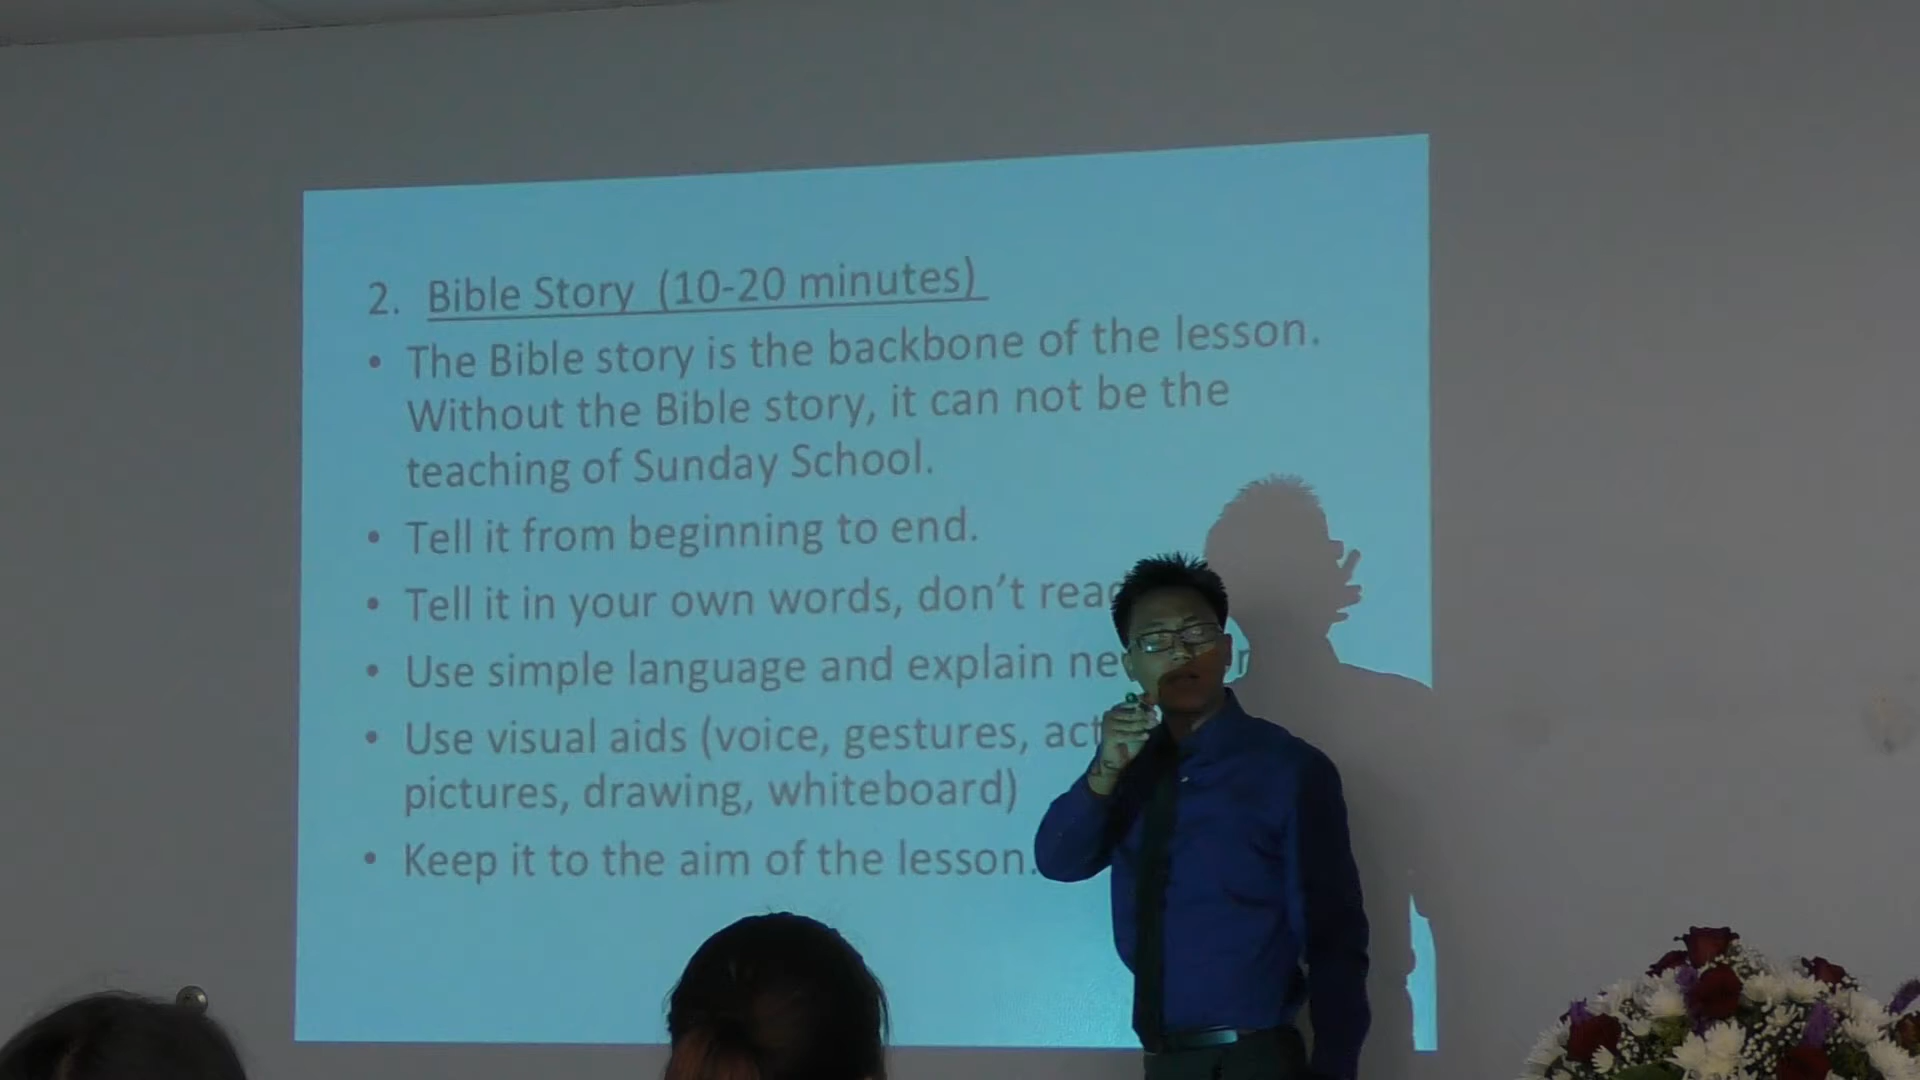 2. Bible Story (10-20 minutes)
• The Bible story is the backbone of the lesson.
Without the Bible story, it can not be the
teaching of Sunday School.
• Tell it from beginning to end.
• Tell it in your own words, don't
• Use simple language and explain
• Use visual aids (voice, gestures,
pictures, drawing, whiteboard)
• Keep it to the aim of the lesson.